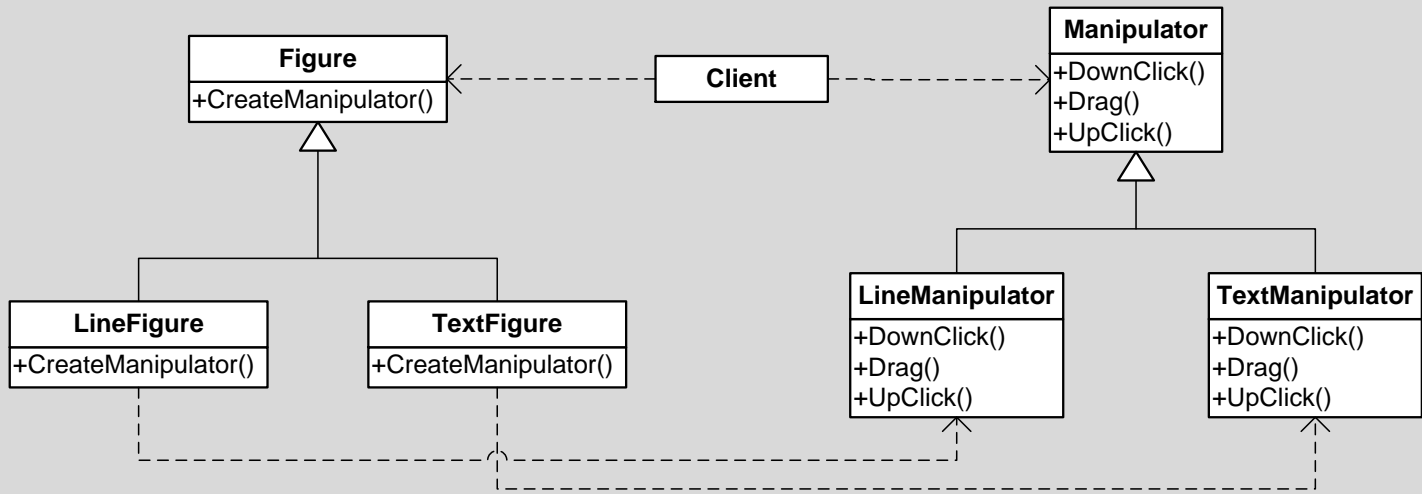 Figure
+CreateManipulator()
Client
Manipulator
+DownClick()
+Drag()
+UpClick()
LineFigure
+CreateManipulator()
TextFigure
+CreateManipulator()
LineManipulator
+DownClick()
+Drag()
+UpClick()
TextManipulator
+DownClick()
+Drag()
+UpClick()